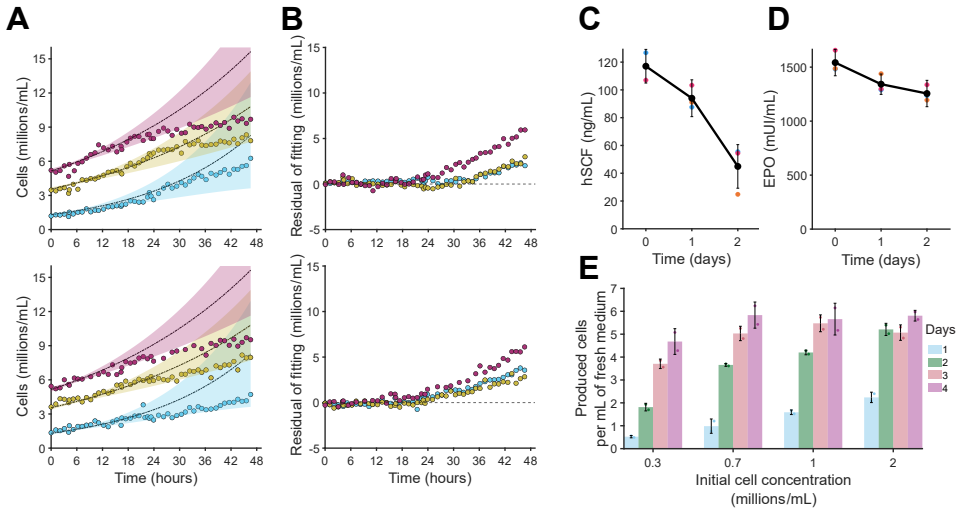 A
B
C
D
15
12
9
6
3
0
Cells (millions/mL)
0 6 12 18 24 30 36 42 48
15
10
5
0
-5
Residual of fitting (millions/mL)
0 6 12 18 24 30 36 42 48
120
100
80
60
40
20
0
hSCF (ng/mL)
0 1 2
Time (days)
1500
1000
500
0
EPO (mUI/mL)
0 1 2
Time (days)
15
12
9
6
3
0
Cells (millions/mL)
0 6 12 18 24 30 36 42 48
Time (hours)
15
10
5
0
-5
Residual of fitting (millions/mL)
0 6 12 18 24 30 36 42 48
Time (hours)
E
7
6
5
4
3
2
1
0
Produced cells
per mL of fresh medium
0.3 0.7 1 2
Initial cell concentration
(millions/mL)
Days
1
2
3
4